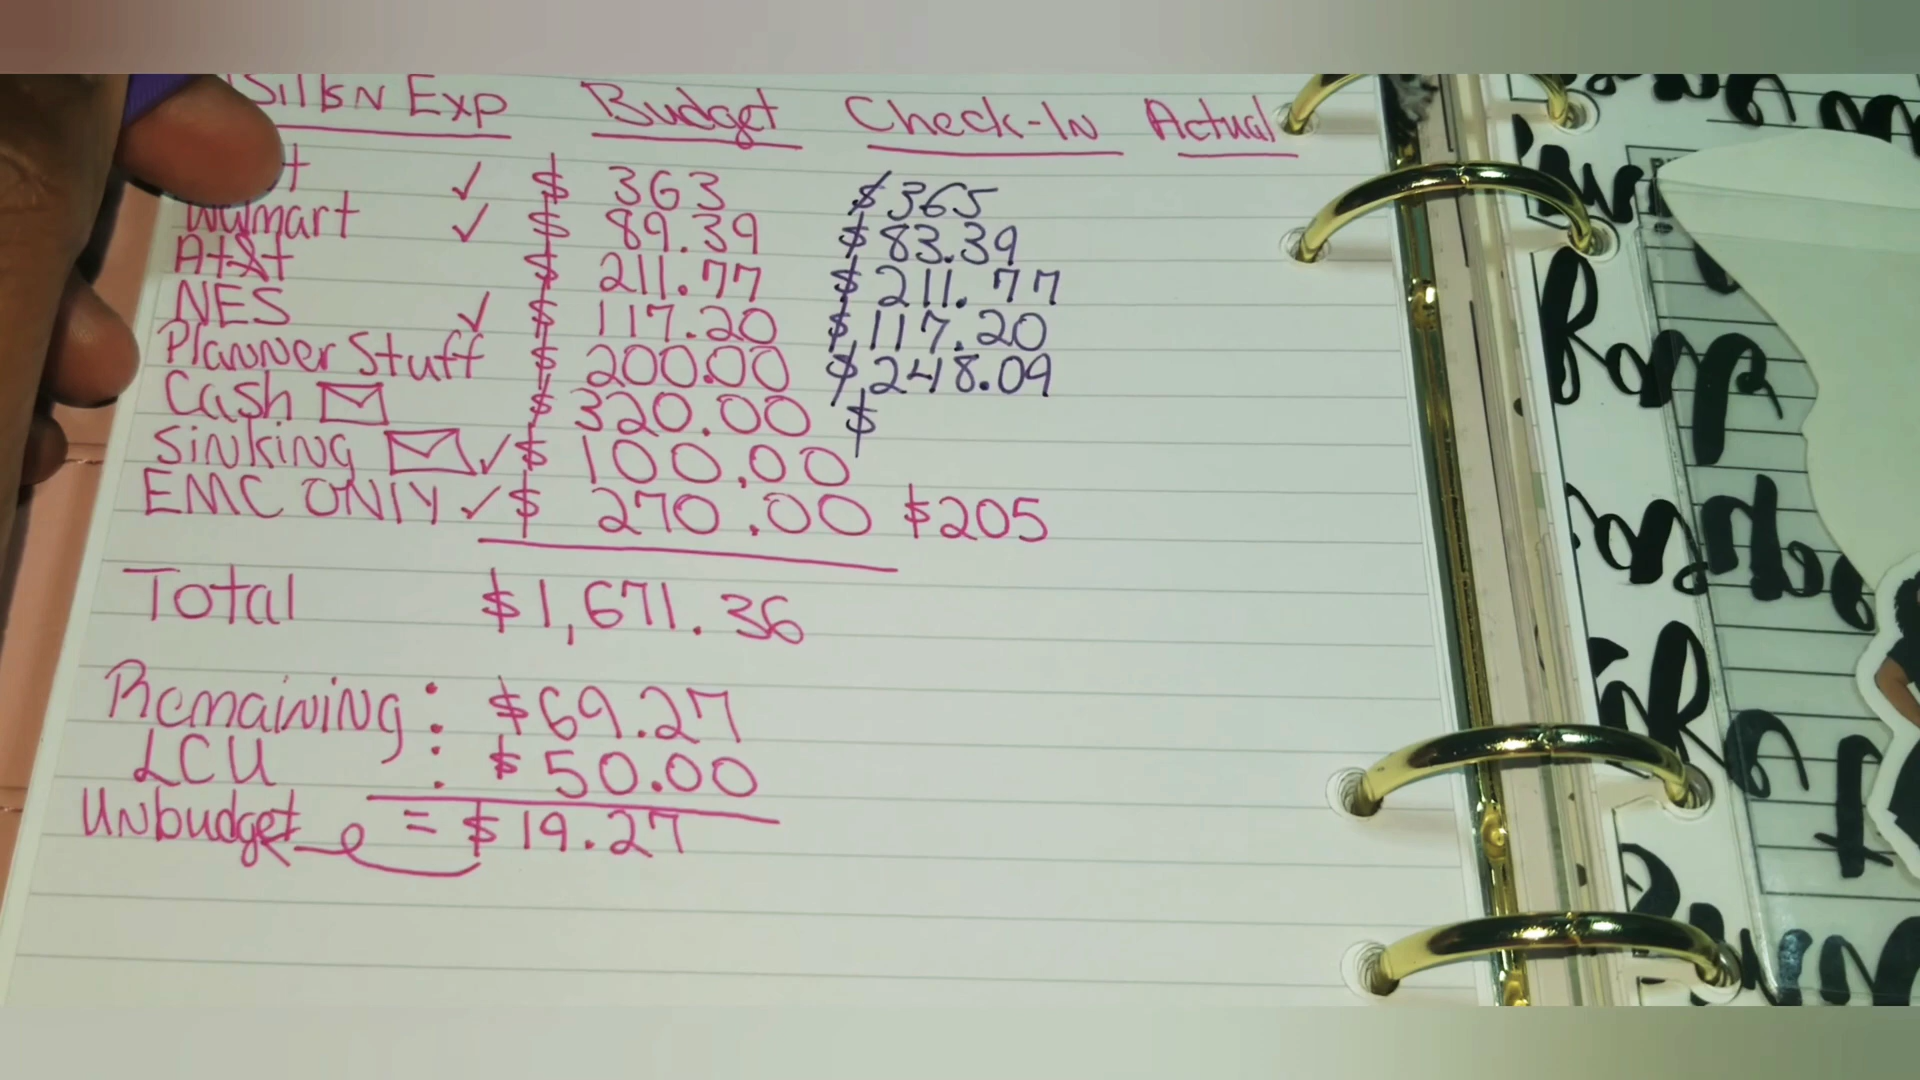 Bills N Exp Budget Check-In Actual
✓ $ 363 $365
Walmart ✓ $ 89.39 $83.39
At&t $ 211.77 $211.77
NES ✓ $ 117.20 $117.20
Planner Stuff $ 200.00 $248.09
Cash $ 320.00 $
Sinking ✓ $ 100.00
EMC ONLY ✓ $ 270.00 $205
Total $1,671.36
Remaining: $69.27
LCU : $50.00
Unbudget = $19.27